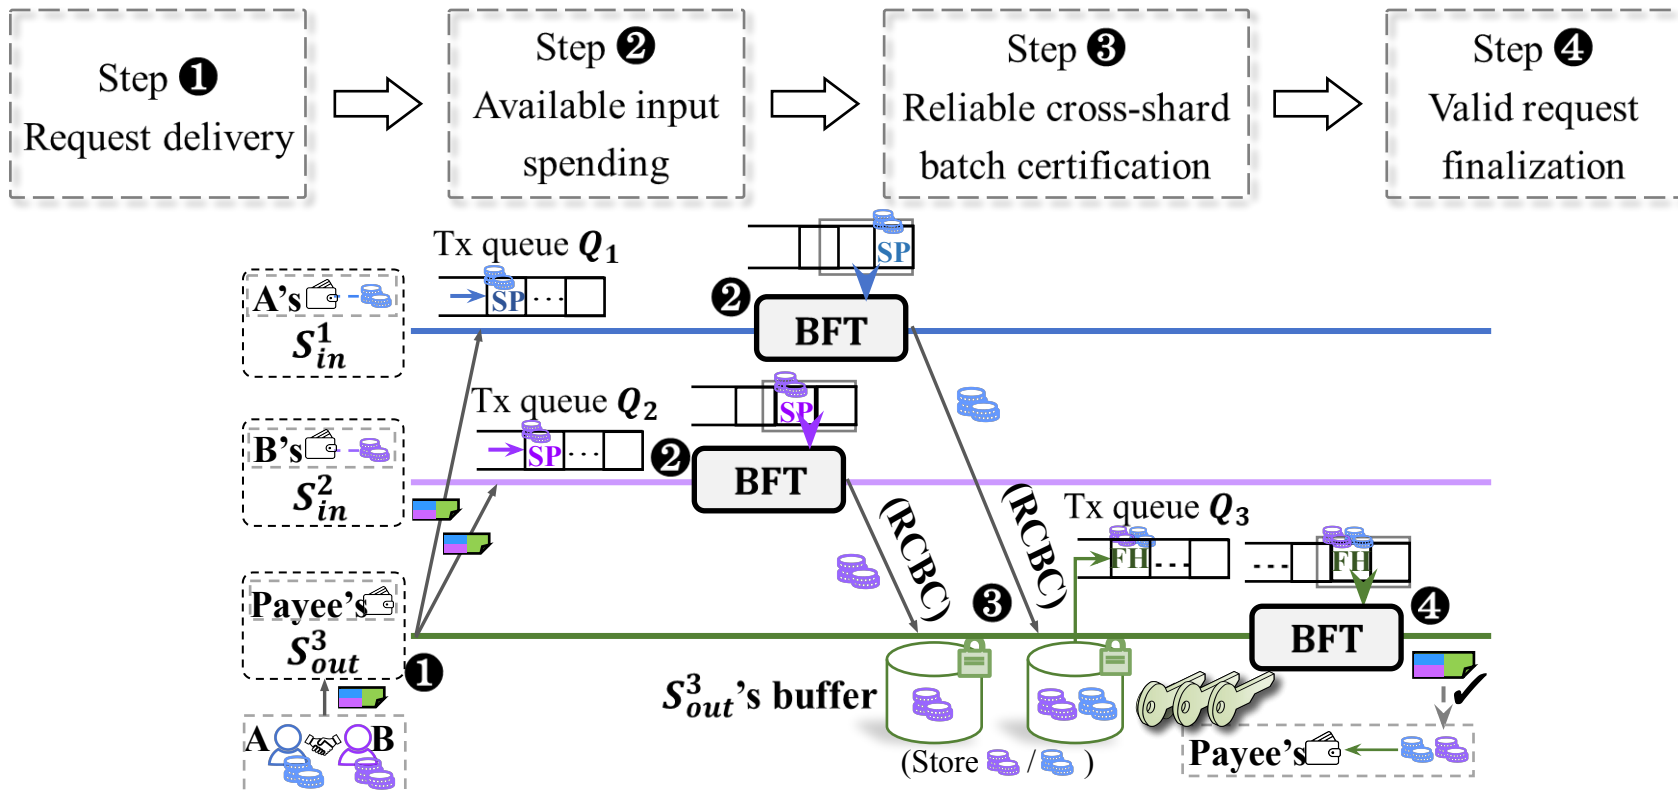 Step ❶
Request delivery
Step ❷
Available input
spending
Step ❸
Reliable cross-shard
batch certification
Step ❹
Valid request
finalization
Tx queue Q₁
SP
SP ...
A's
S¹ᵢₙ
❷
BFT
Tx queue Q₂
SP
SP ...
B's
S²ᵢₙ
❷
BFT
(RCBC)
(RCBC)
Tx queue Q₃
FH ...
... FH
Payee's
S³ₒᵤₜ
❶
❸
BFT
❹
S³ₒᵤₜ's buffer
A B
(Store / )
Payee's